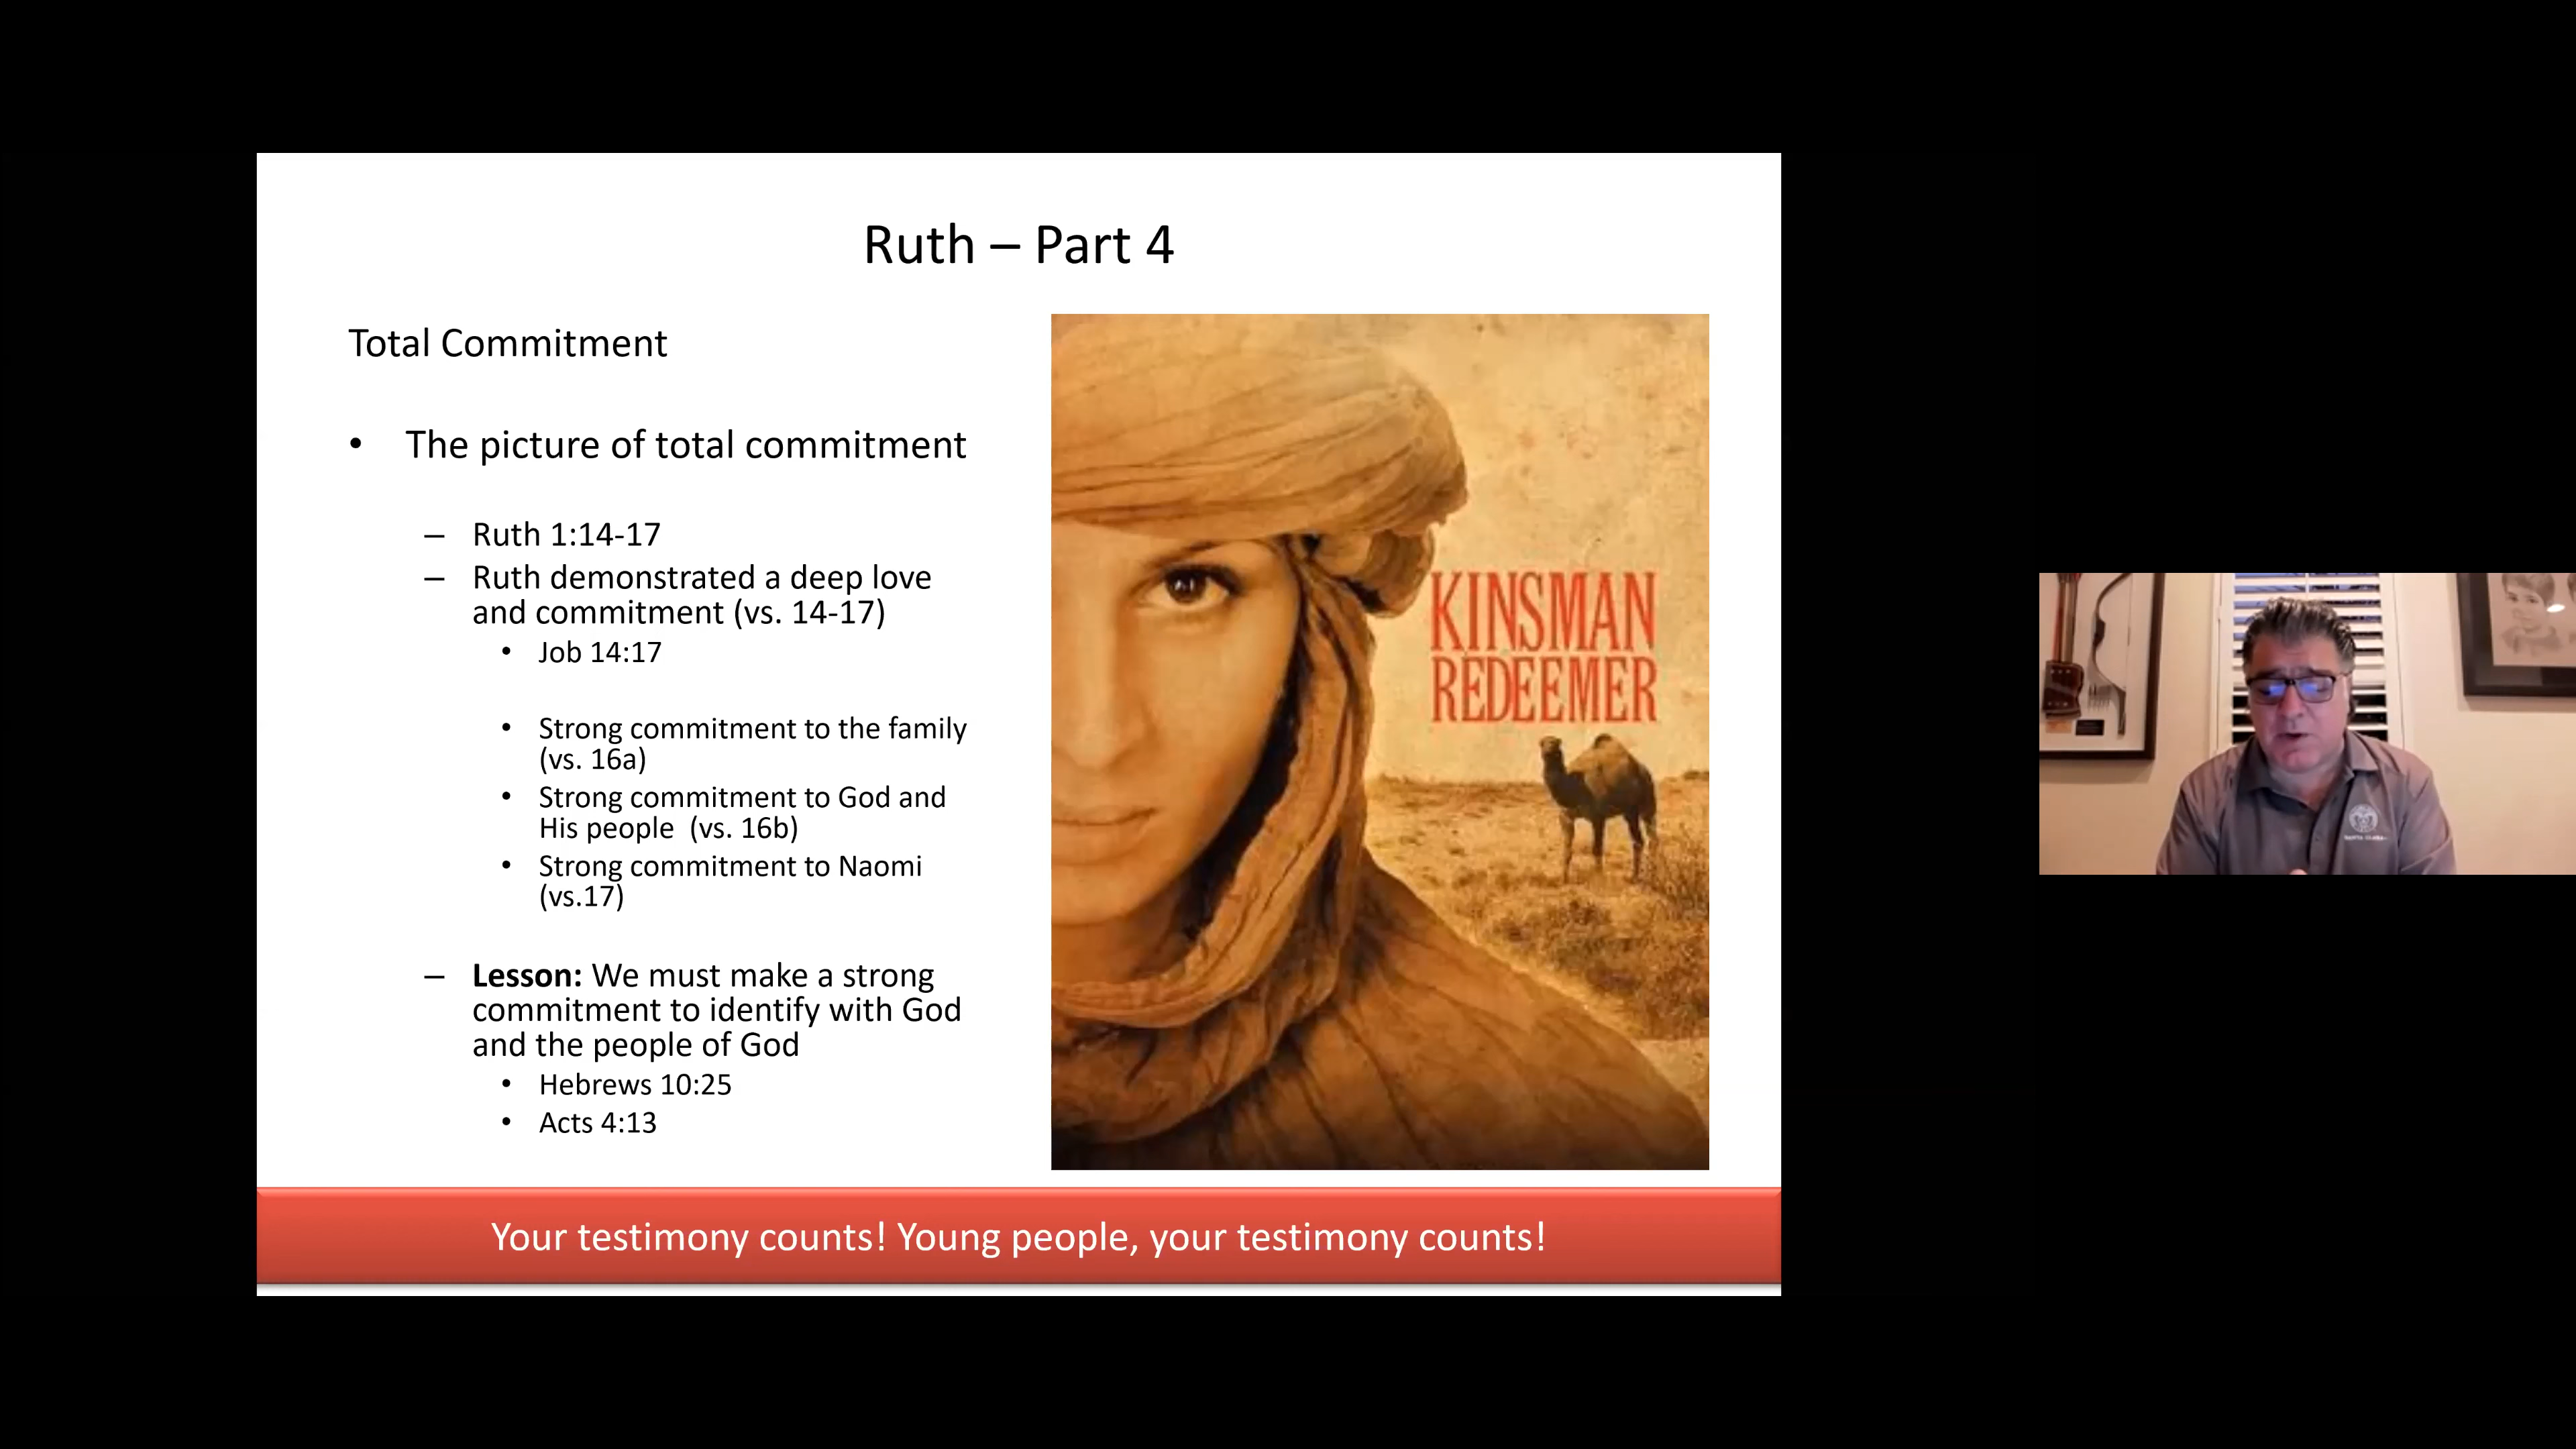 Ruth – Part 4
Total Commitment
• The picture of total commitment
– Ruth 1:14-17
– Ruth demonstrated a deep love
and commitment (vs. 14-17)
• Job 14:17
• Strong commitment to the family
(vs. 16a)
• Strong commitment to God and
His people (vs. 16b)
• Strong commitment to Naomi
(vs.17)
– Lesson: We must make a strong
commitment to identify with God
and the people of God
• Hebrews 10:25
• Acts 4:13
KINSMAN
REDEEMER
Your testimony counts! Young people, your testimony counts!